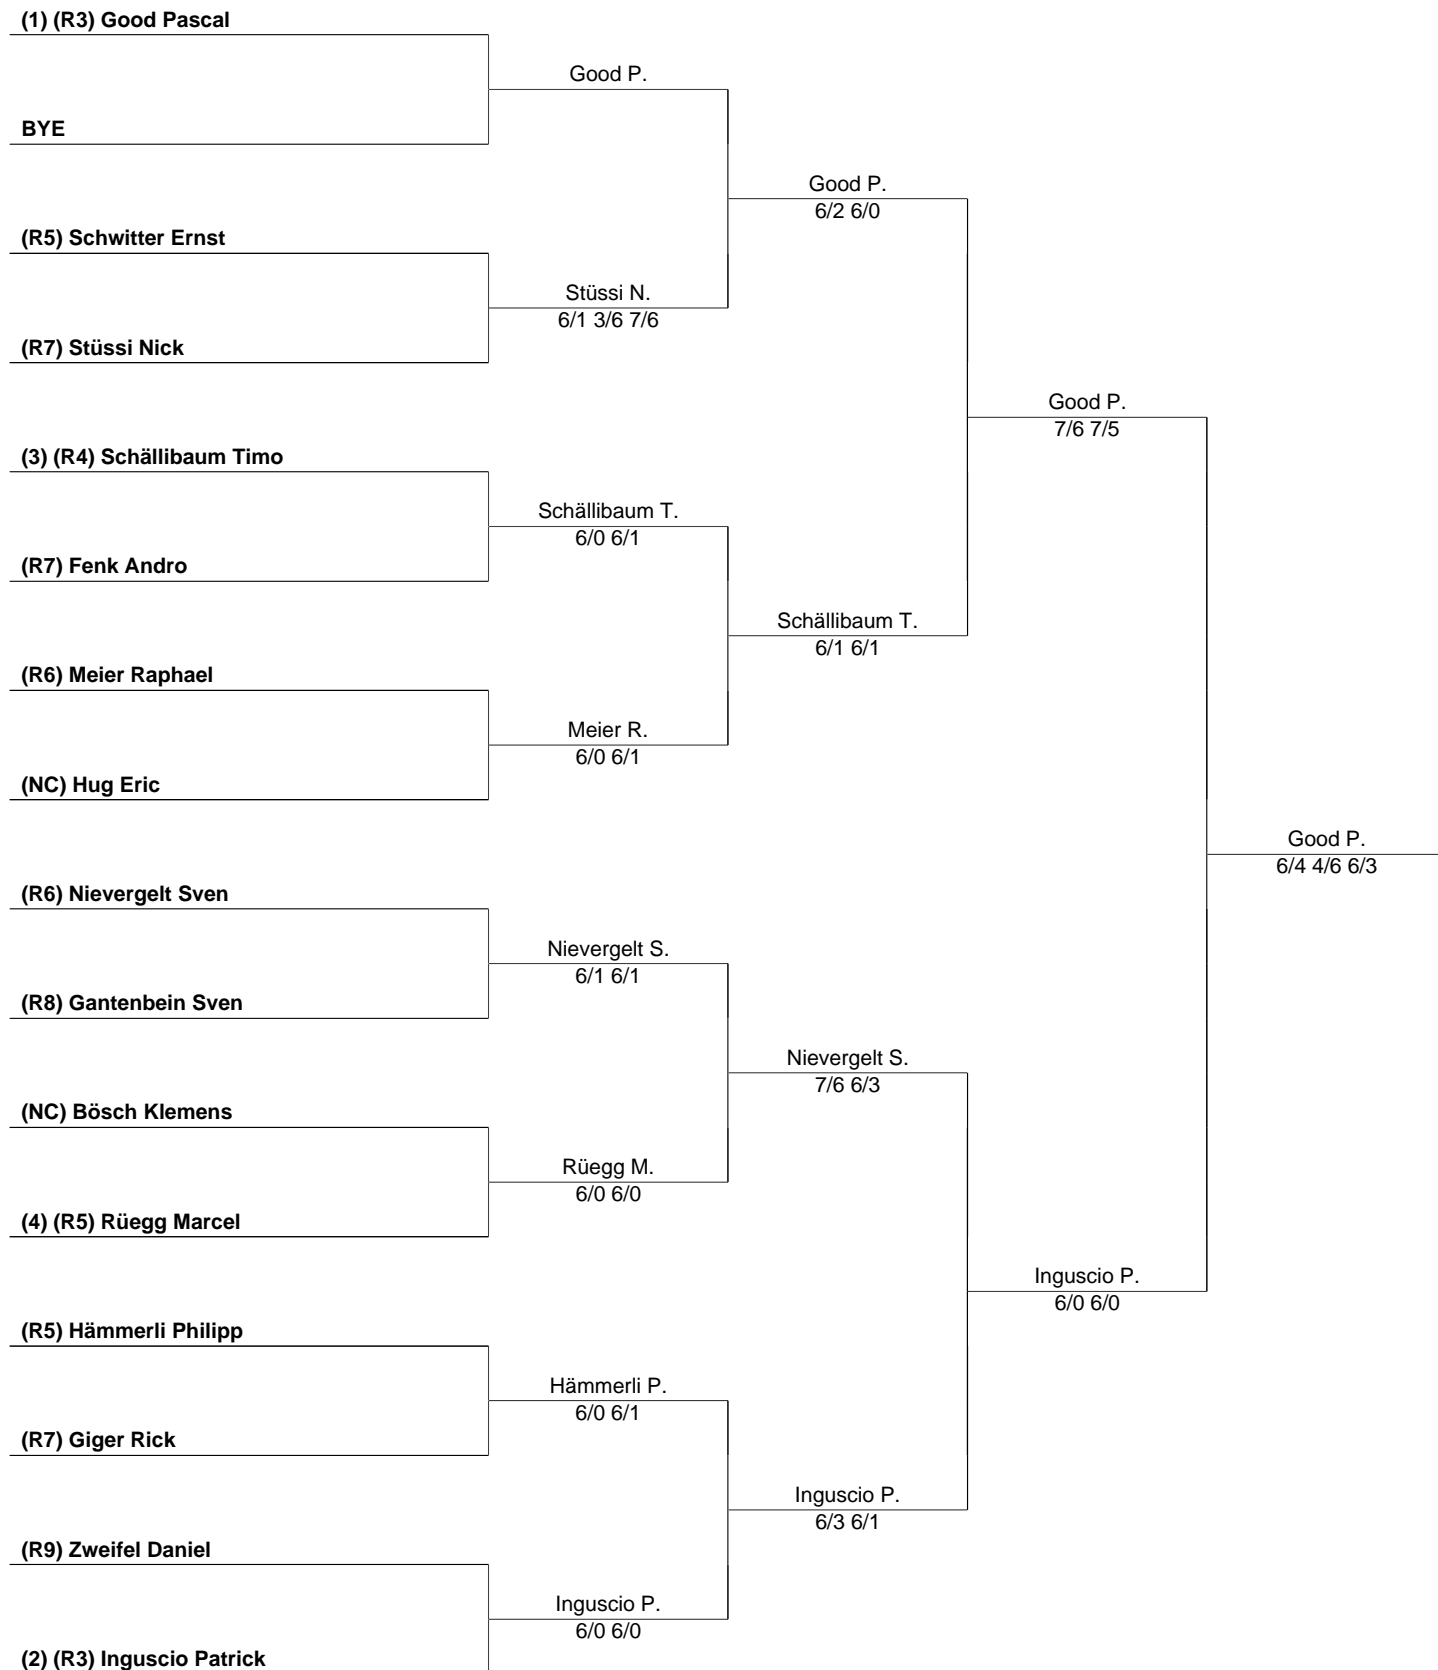 (1) (R3) Good Pascal
Good P.
BYE
Good P.
6/2 6/0
(R5) Schwitter Ernst
Stüssi N.
6/1 3/6 7/6
(R7) Stüssi Nick
Good P.
7/6 7/5
(3) (R4) Schällibaum Timo
Schällibaum T.
6/0 6/1
(R7) Fenk Andro
Schällibaum T.
6/1 6/1
(R6) Meier Raphael
Meier R.
6/0 6/1
(NC) Hug Eric
Good P.
6/4 4/6 6/3
(R6) Nievergelt Sven
Nievergelt S.
6/1 6/1
(R8) Gantenbein Sven
Nievergelt S.
7/6 6/3
(NC) Bösch Klemens
Rüegg M.
6/0 6/0
(4) (R5) Rüegg Marcel
Inguscio P.
6/0 6/0
(R5) Hämmerli Philipp
Hämmerli P.
6/0 6/1
(R7) Giger Rick
Inguscio P.
6/3 6/1
(R9) Zweifel Daniel
Inguscio P.
6/0 6/0
(2) (R3) Inguscio Patrick